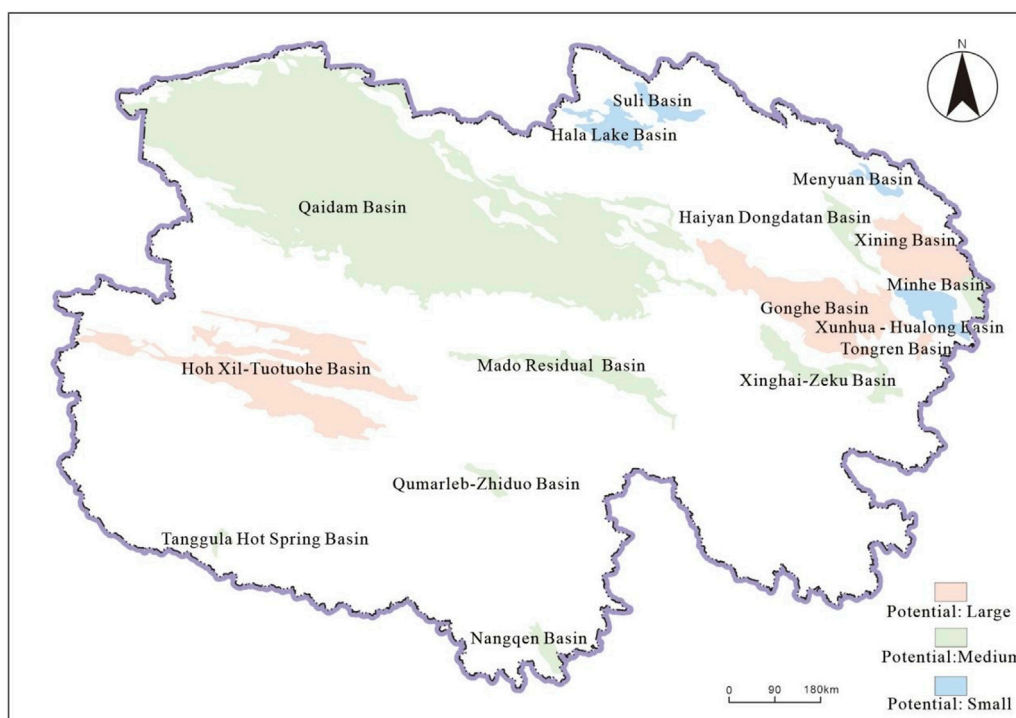 N
Suli Basin
Hala Lake Basin
Menyuan Basin
Qaidam Basin
Haiyan Dongdatan Basin
Xining Basin
Minhe Basin
Gonghe Basin
Xunhua - Hualong Basin
Tongren Basin
Hoh Xil-Tuotuohe Basin
Mado Residual Basin
Xinghai-Zeku Basin
Qumarleb-Zhiduo Basin
Tanggula Hot Spring Basin
Nangqen Basin
Potential: Large
Potential:Medium
Potential: Small
0 90 180km